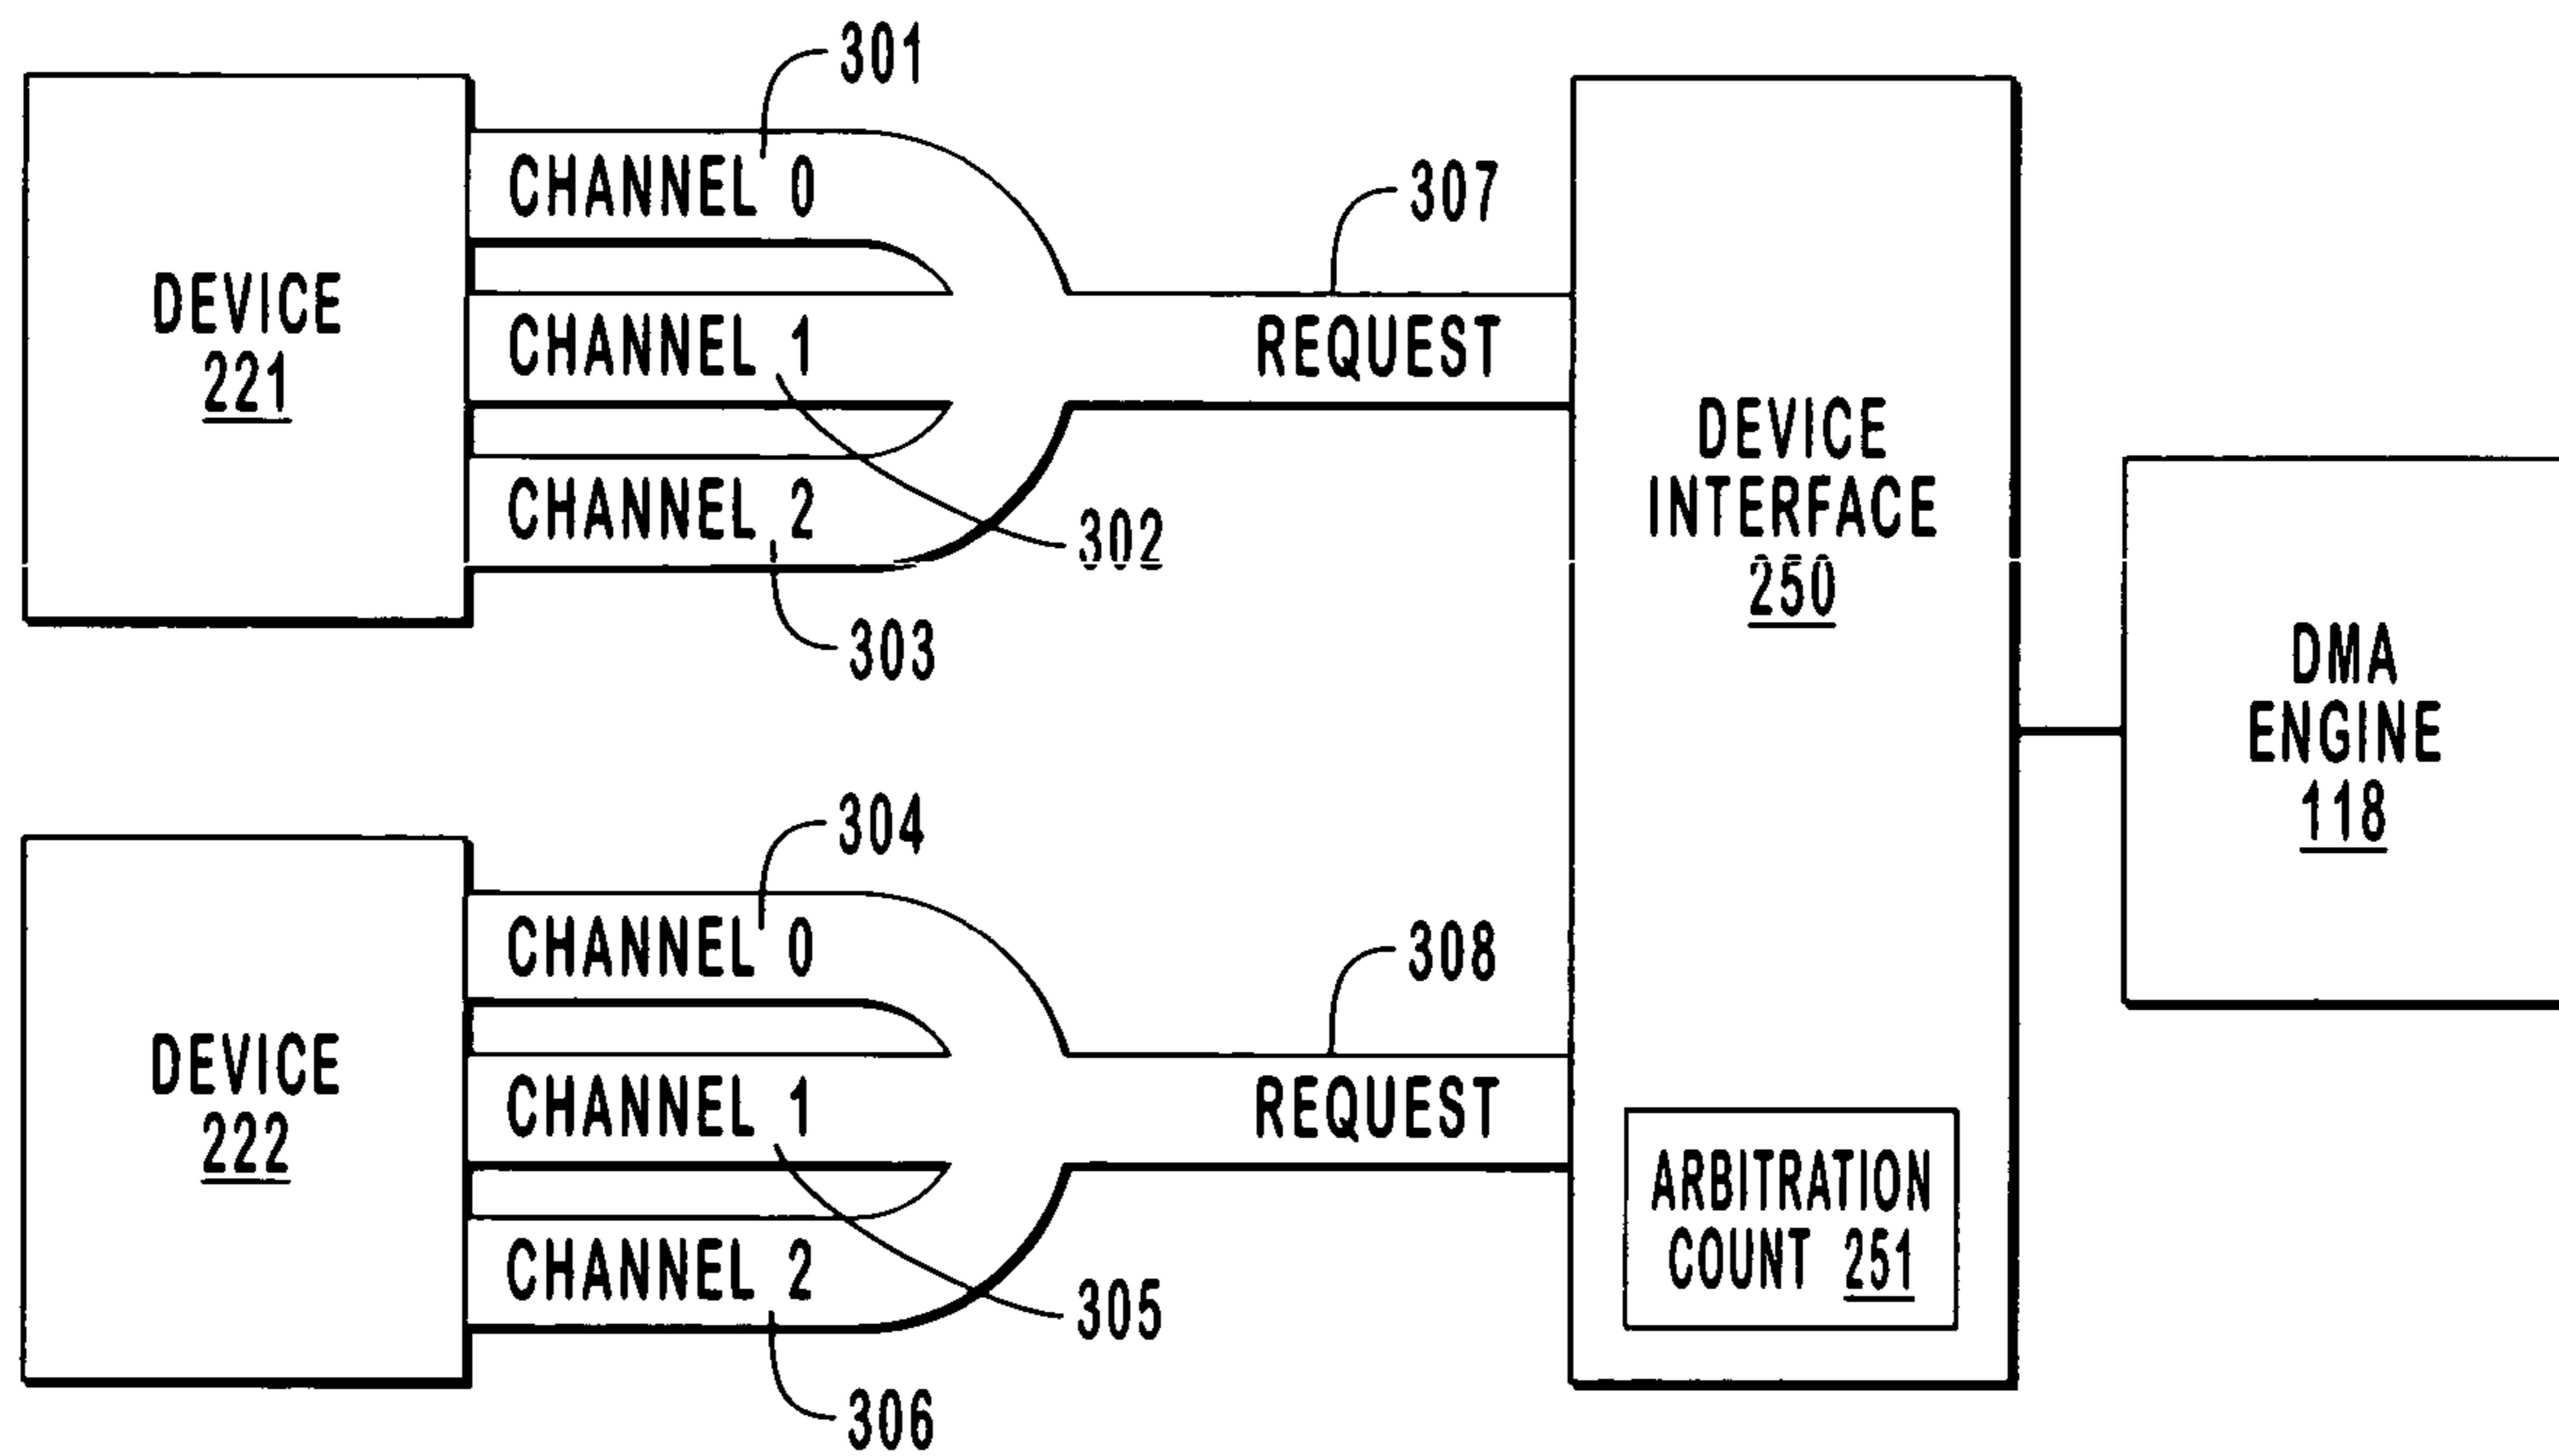 301
CHANNEL 0
307
DEVICE
221
CHANNEL 1
REQUEST
CHANNEL 2
302
303
DEVICE
INTERFACE
250
DMA
ENGINE
118
304
CHANNEL 0
308
DEVICE
222
CHANNEL 1
REQUEST
CHANNEL 2
305
306
ARBITRATION
COUNT 251